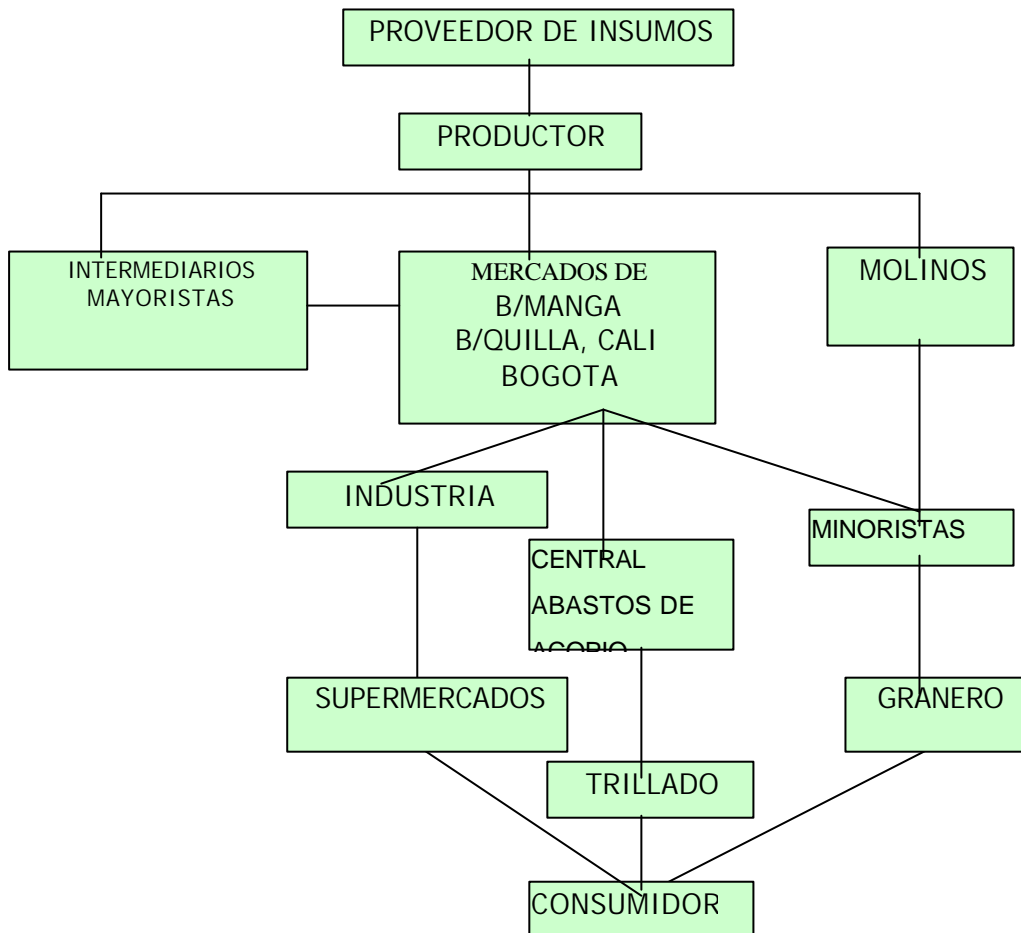 PROVEEDOR DE INSUMOS
PRODUCTOR
INTERMEDIARIOS
MAYORISTAS
MERCADOS DE
B/MANGA
B/QUILLA, CALI
BOGOTA
MOLINOS
INDUSTRIA
MINORISTAS
CENTRAL
ABASTOS DE
SUPERMERCADOS
GRANERO
TRILLADO
CONSUMIDOR